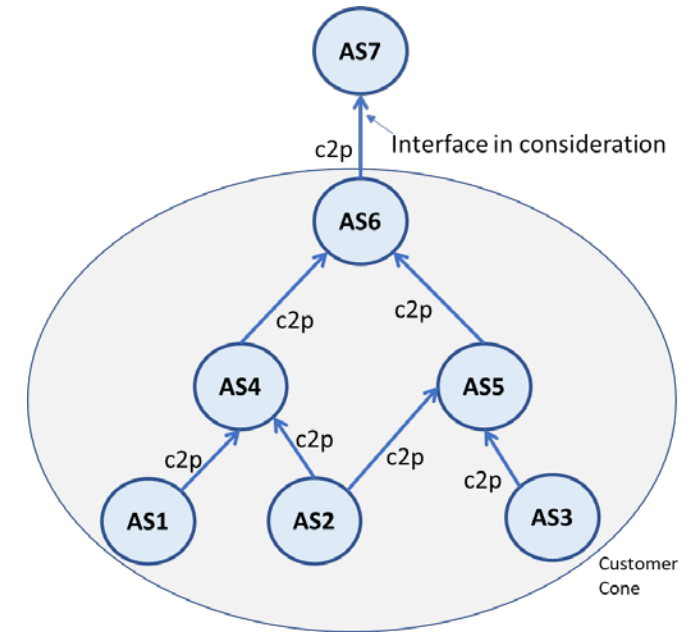 AS7
Interface in consideration
c2p
AS6
c2p
c2p
AS4
AS5
c2p
c2p
c2p
c2p
AS1
AS2
AS3
Customer
Cone